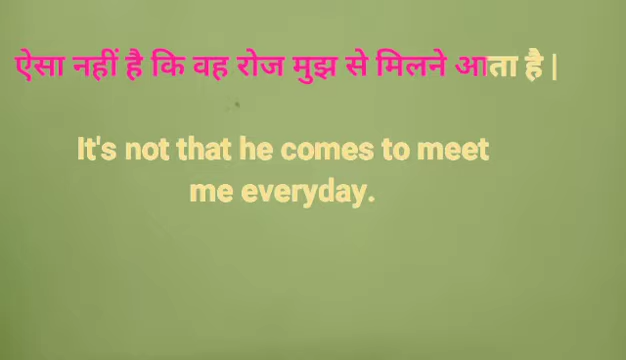 ऐसा नहीं है कि वह रोज मुझ से मिलने आता है |
It's not that he comes to meet
me everyday.